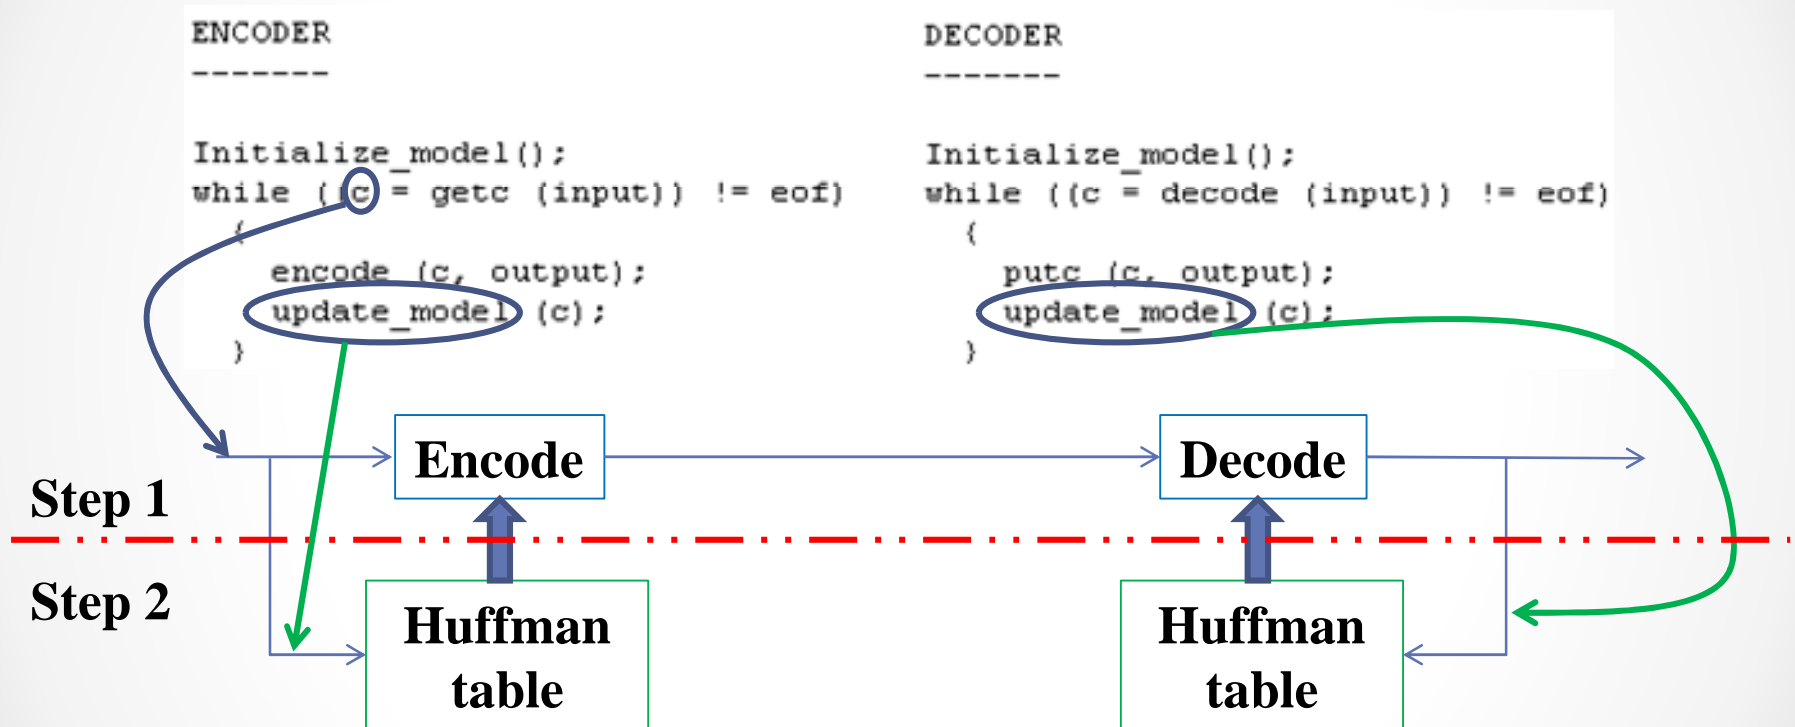 ENCODER
-------
Initialize_model();
while ((c = getc (input)) != eof)
{
encode (c, output);
update_model (c);
}
DECODER
-------
Initialize_model();
while ((c = decode (input)) != eof)
{
putc (c, output);
update_model (c);
}
Encode
Decode
Step 1
Step 2
Huffman
table
Huffman
table